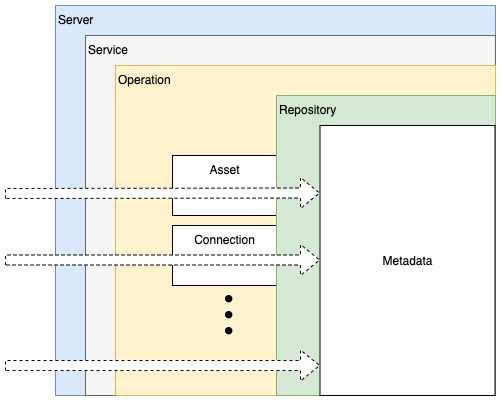 Server
Service
Operation
Repository
Asset
Connection
Metadata